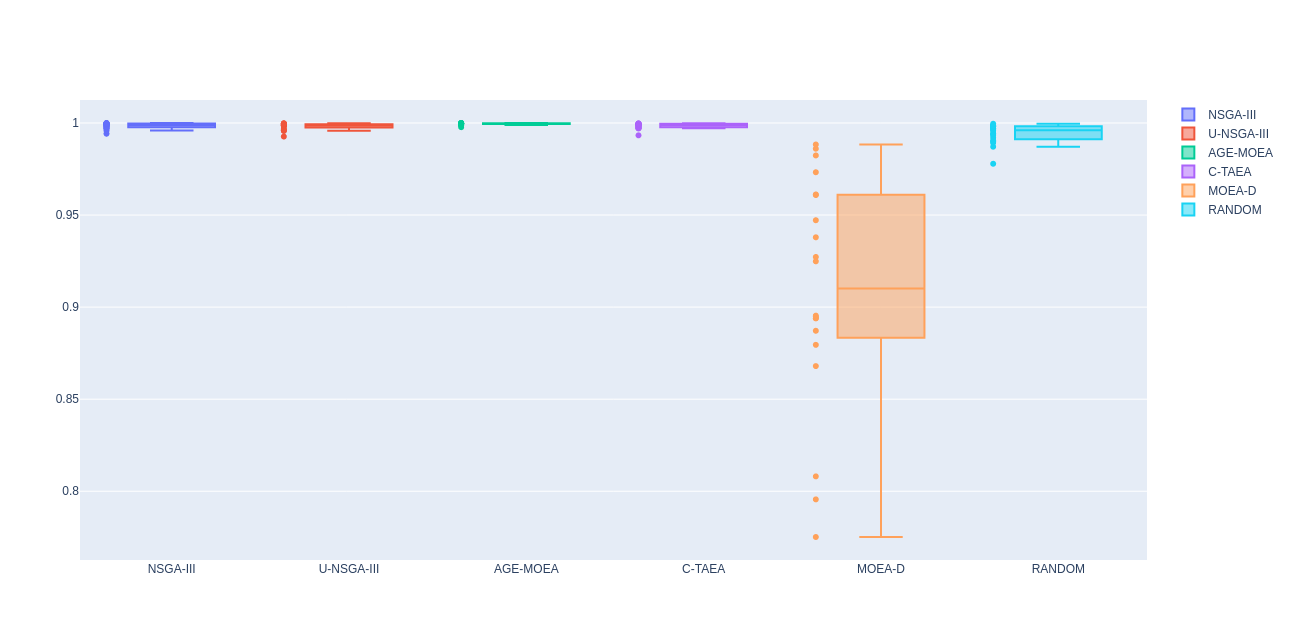 1
0.95
0.9
0.85
0.8
NSGA-III
U-NSGA-III
AGE-MOEA
C-TAEA
MOEA-D
RANDOM
NSGA-III
U-NSGA-III
AGE-MOEA
C-TAEA
MOEA-D
RANDOM